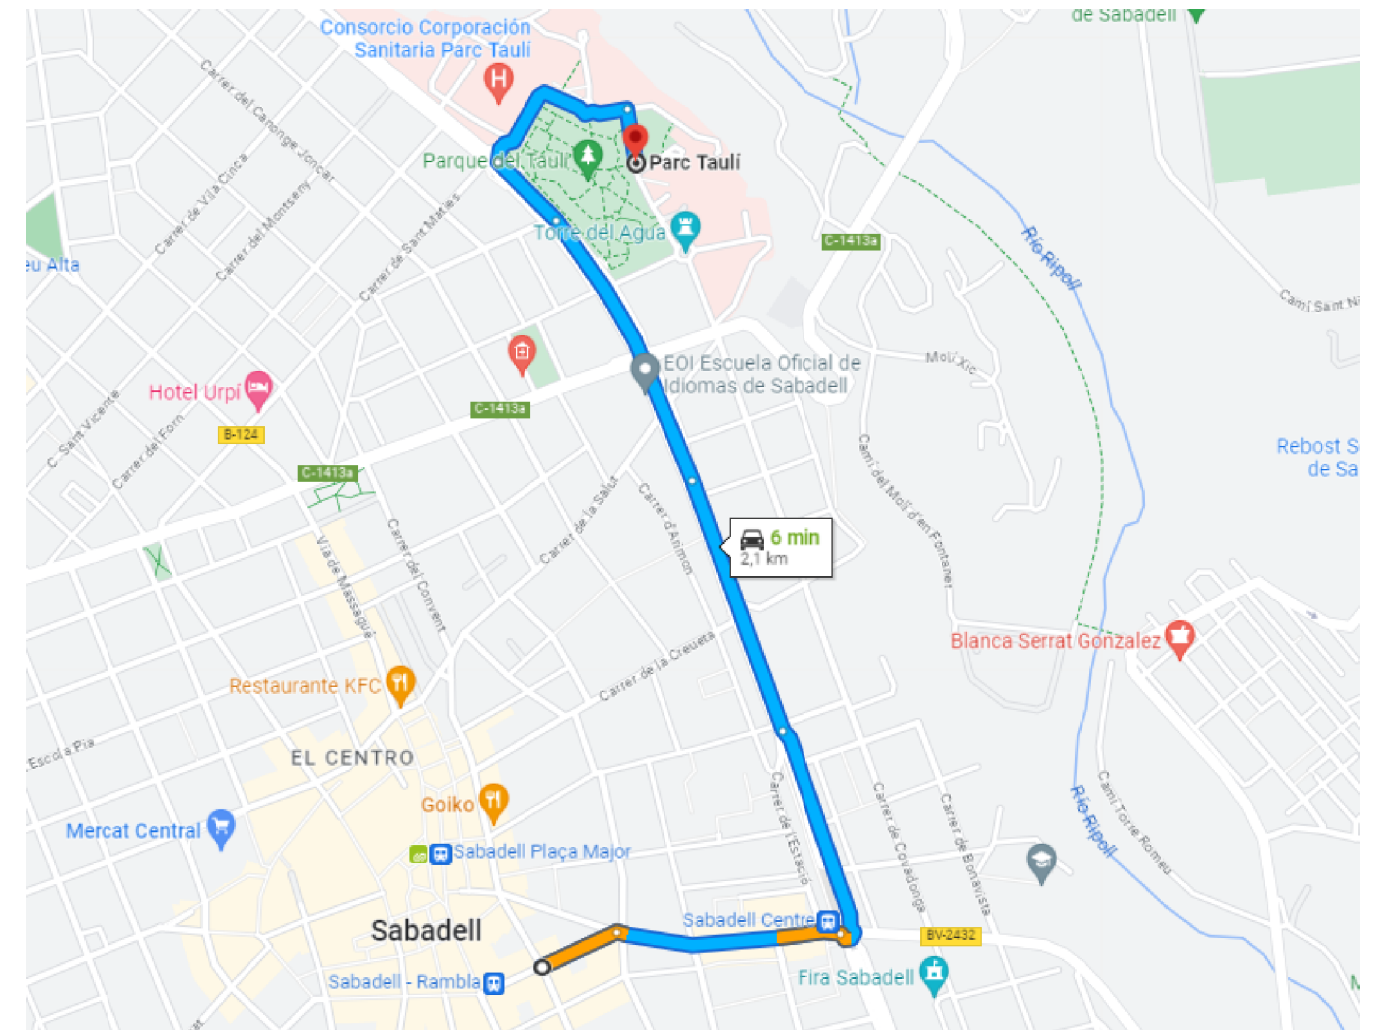 de Sabadell
Consorcio Corporación
Sanitaria Parc Taulí
H
Carrer del Canonge Joncar
Parque del Taulí
Parc Taulí
Carrer de Vila Cinca
Carrer del Montseny
Carrer de Sant Maties
Torre del Agua
C-1413a
Río Ripoll
eu Alta
Camí Sant Ni
EOI Escuela Oficial de
Idiomas de Sabadell
Molí Xic
Hotel Urpí
C-1413a
B-124
C. Sant Vicente
Carrer del Forn
C-1413a
Rebost S
de Sa
Carrer de la Salut
Carrer d'Arimon
Camí del Molí d'en Fontanet
6 min
2,1 km
Via de Massagué
Carrer del Convent
Blanca Serrat Gonzalez
Carrer de la Creueta
Restaurante KFC
Escola Pia
EL CENTRO
Goiko
Mercat Central
Sabadell Plaça Major
Carrer de l'Estació
Carrer de Covadonga
Carrer de Bonavista
Río Ripoll
Camí Torre Romeu
Sabadell Centre
Sabadell
BV-2432
Fira Sabadell
Sabadell - Rambla